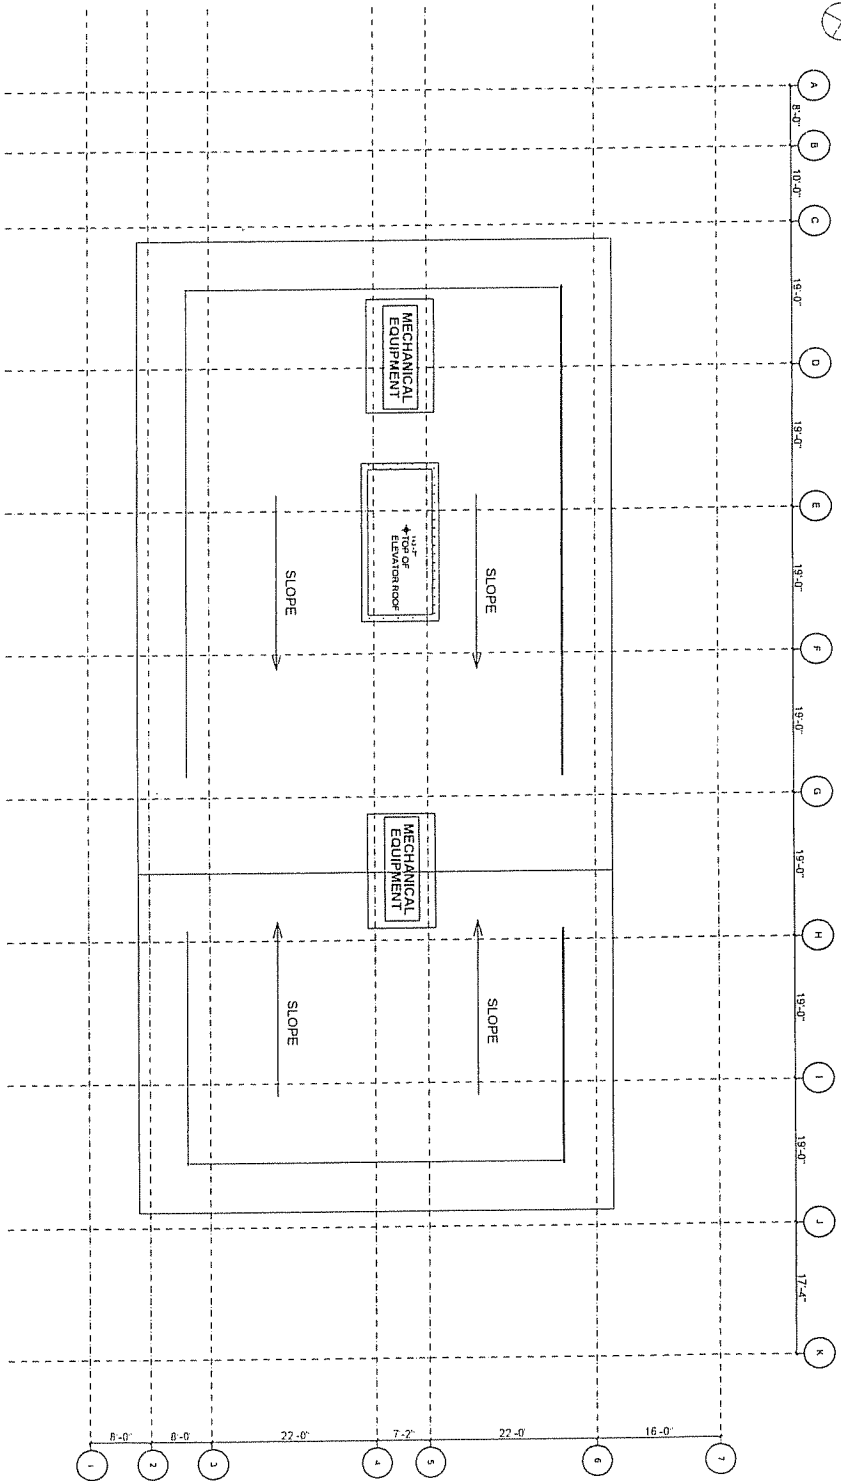 A
8'-0"
B
10'-0"
C
19'-0"
D
19'-0"
E
19'-0"
F
19'-0"
G
19'-0"
H
19'-0"
I
19'-0"
J
17'-4"
K
MECHANICAL
EQUIPMENT
TOP OF
ELEVATOR ROOF
SLOPE
SLOPE
MECHANICAL
EQUIPMENT
SLOPE
SLOPE
8'-0"
8'-0"
22'-0"
7'-2"
22'-0"
16'-0"
1
2
3
4
5
6
7